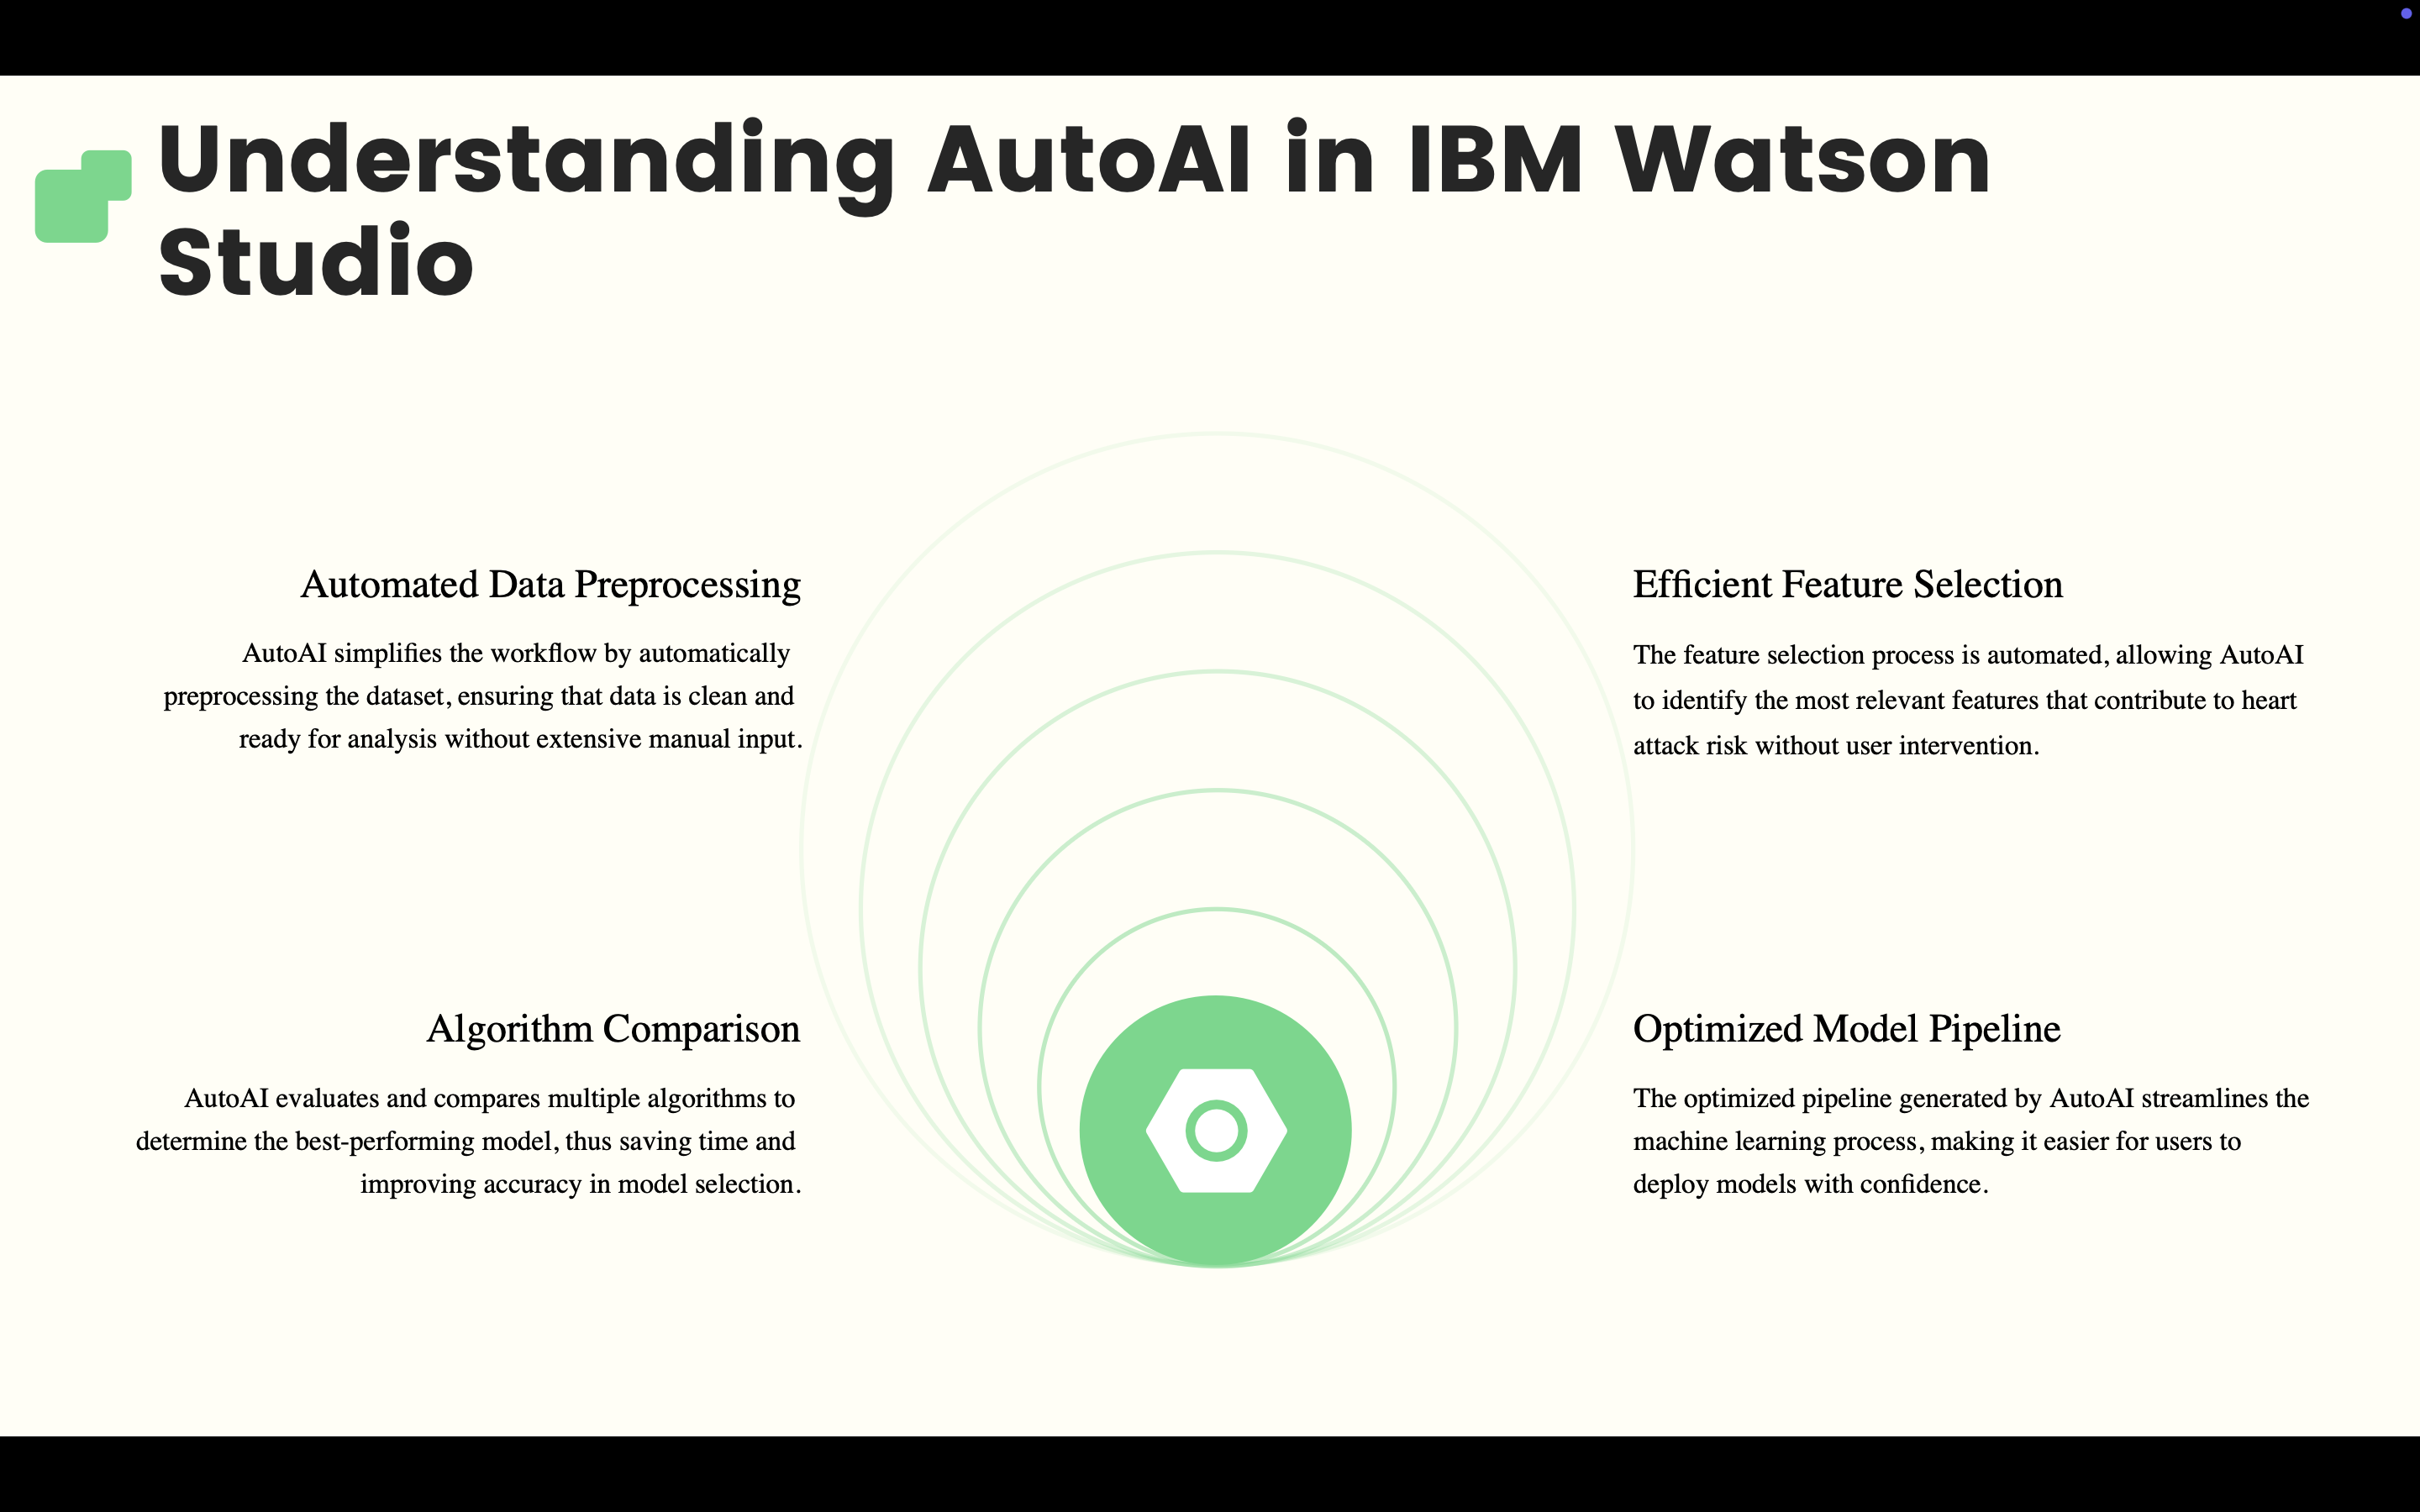 Understanding AutoAI in IBM Watson
Studio
Automated Data Preprocessing
AutoAI simplifies the workflow by automatically
preprocessing the dataset, ensuring that data is clean and
ready for analysis without extensive manual input.
Efficient Feature Selection
The feature selection process is automated, allowing AutoAI
to identify the most relevant features that contribute to heart
attack risk without user intervention.
Algorithm Comparison
AutoAI evaluates and compares multiple algorithms to
determine the best-performing model, thus saving time and
improving accuracy in model selection.
Optimized Model Pipeline
The optimized pipeline generated by AutoAI streamlines the
machine learning process, making it easier for users to
deploy models with confidence.